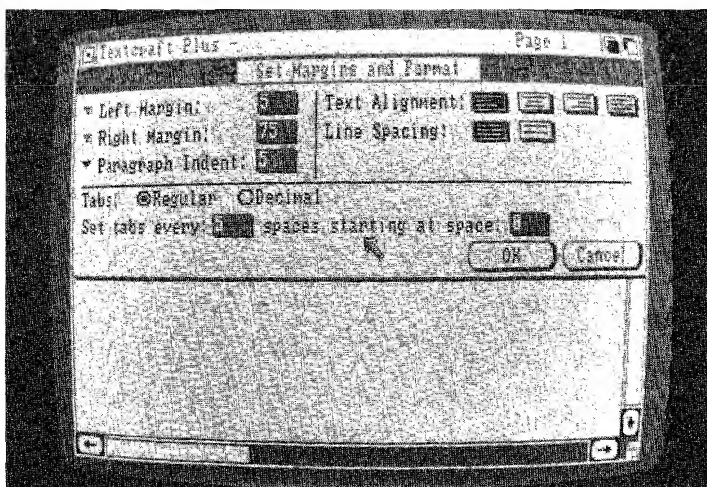 Textcraft Plus Page 1
Set Margins and Format
Left Margin: 5 Text Alignment:
Right Margin: 75 Line Spacing:
Paragraph Indent: 5
Tabs: Regular Decimal
Set tabs every: spaces starting at space:
OK Cancel